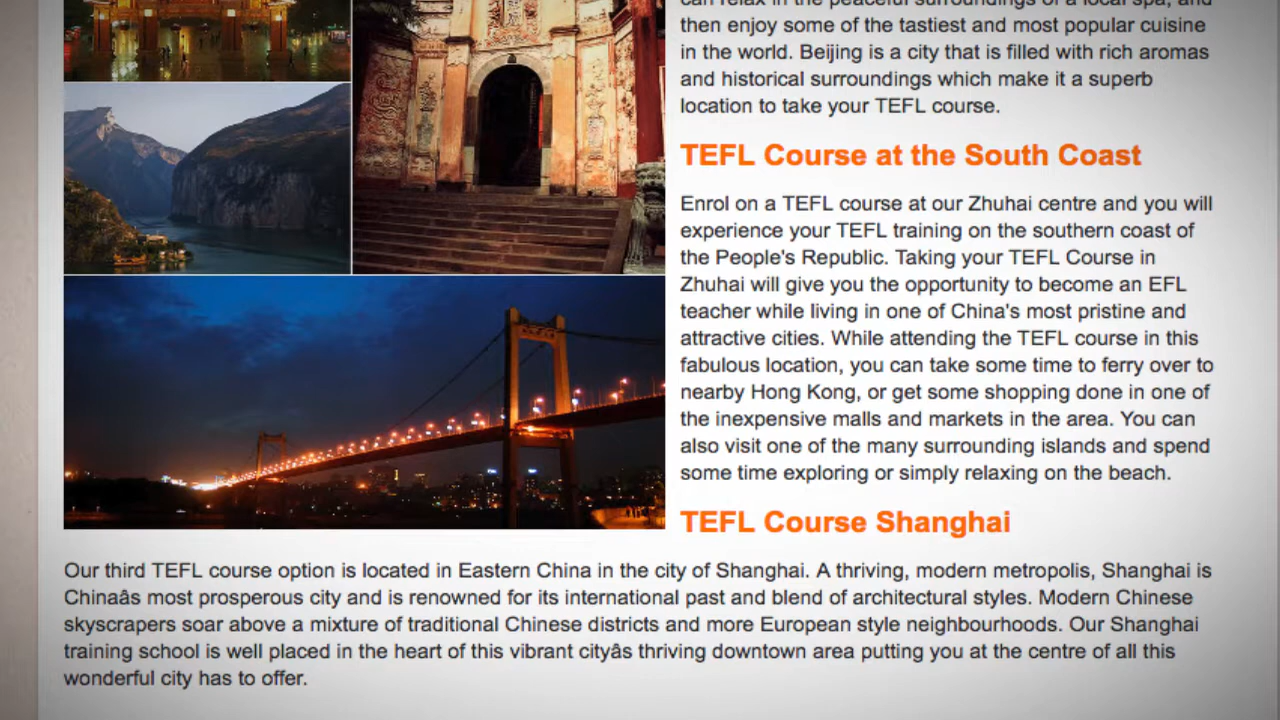 can relax in the peaceful surroundings of a local spa, and
then enjoy some of the tastiest and most popular cuisine
in the world. Beijing is a city that is filled with rich aromas
and historical surroundings which make it a superb
location to take your TEFL course.
TEFL Course at the South Coast
Enrol on a TEFL course at our Zhuhai centre and you will
experience your TEFL training on the southern coast of
the People's Republic. Taking your TEFL Course in
Zhuhai will give you the opportunity to become an EFL
teacher while living in one of China's most pristine and
attractive cities. While attending the TEFL course in this
fabulous location, you can take some time to ferry over to
nearby Hong Kong, or get some shopping done in one of
the inexpensive malls and markets in the area. You can
also visit one of the many surrounding islands and spend
some time exploring or simply relaxing on the beach.
TEFL Course Shanghai
Our third TEFL course option is located in Eastern China in the city of Shanghai. A thriving, modern metropolis, Shanghai is
Chinaâs most prosperous city and is renowned for its international past and blend of architectural styles. Modern Chinese
skyscrapers soar above a mixture of traditional Chinese districts and more European style neighbourhoods. Our Shanghai
training school is well placed in the heart of this vibrant cityâs thriving downtown area putting you at the centre of all this
wonderful city has to offer.